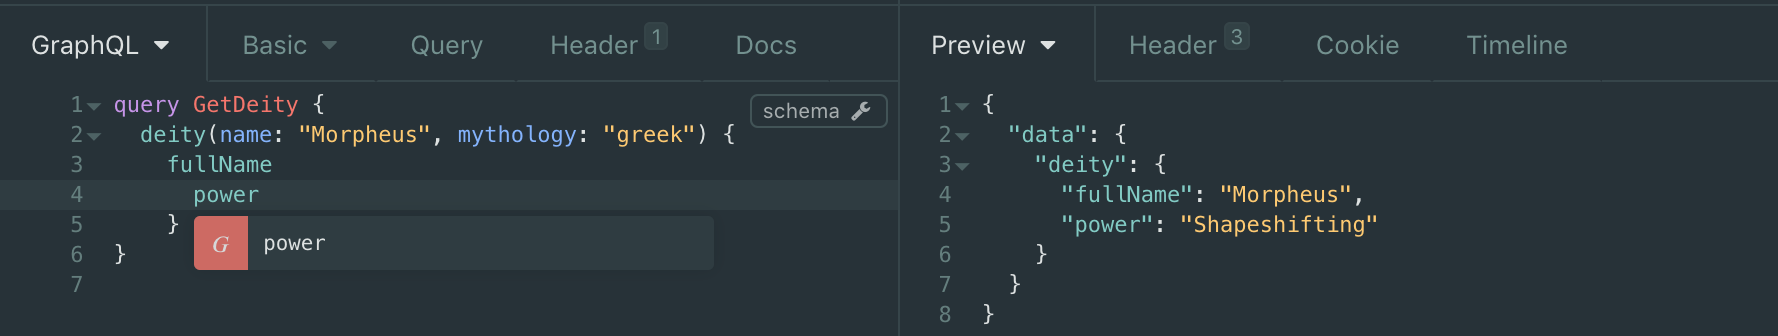 GraphQL Basic Query Header 1 Docs
schema
1 query GetDeity {
2 deity(name: "Morpheus", mythology: "greek") {
3 fullName
4 power
5 }
6 }
7
G power
Preview Header 3 Cookie Timeline
1 {
2 "data": {
3 "deity": {
4 "fullName": "Morpheus",
5 "power": "Shapeshifting"
6 }
7 }
8 }